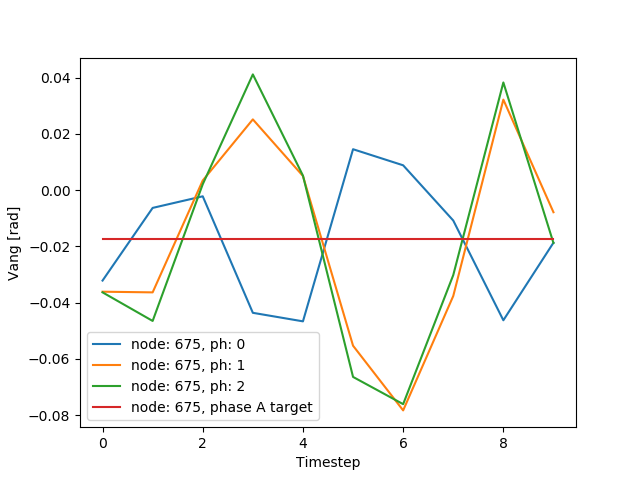 0.04
0.02
0.00
−0.02
−0.04
−0.06
−0.08
Vang [rad]
node: 675, ph: 0
node: 675, ph: 1
node: 675, ph: 2
node: 675, phase A target
0 2 4 6 8
Timestep